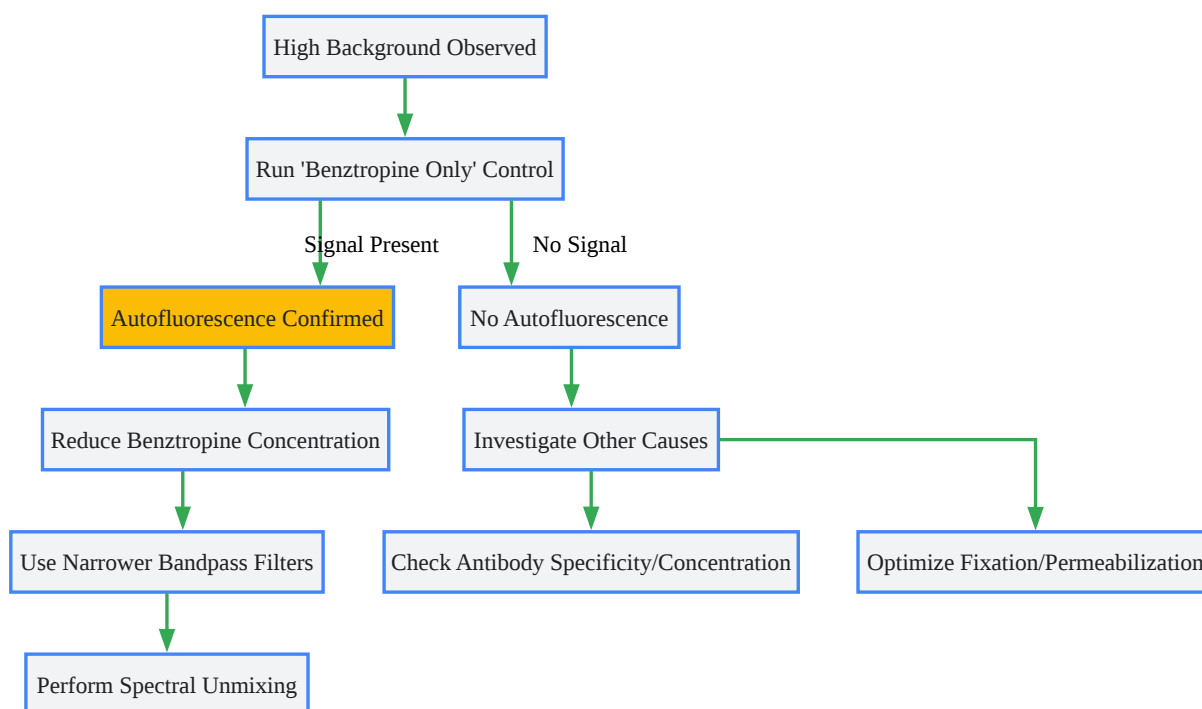 High Background Observed
Run 'Benztropine Only' Control
Signal Present
No Signal
Autofluorescence Confirmed
No Autofluorescence
Reduce Benztropine Concentration
Investigate Other Causes
Use Narrower Bandpass Filters
Check Antibody Specificity/Concentration
Optimize Fixation/Permeabilization
Perform Spectral Unmixing